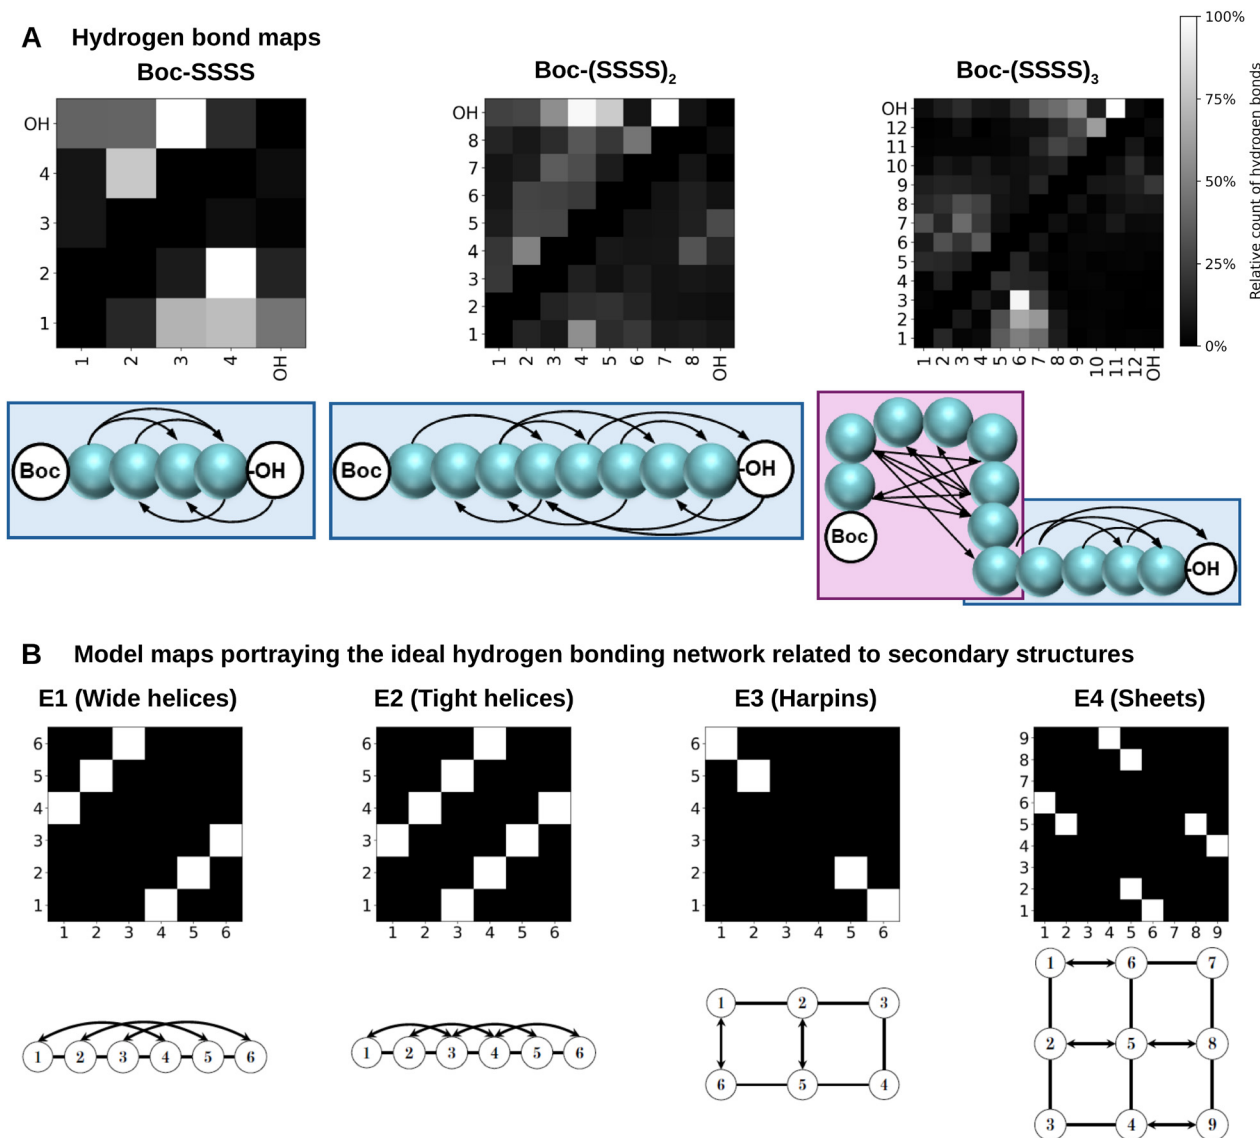 A Hydrogen bond maps
Boc-SSSS
Boc-(SSSS)2
Boc-(SSSS)3
OH
4
3
2
1
1 2 3 4 OH
OH
8
7
6
5
4
3
2
1
1 2 3 4 5 6 7 8 OH
OH
12
11
10
9
8
7
6
5
4
3
2
1
1 2 3 4 5 6 7 8 9 10 11 12 OH
100%
75%
50%
25%
0%
Relative count of hydrogen bonds
Boc
-OH
Boc
-OH
Boc
-OH
B Model maps portraying the ideal hydrogen bonding network related to secondary structures
E1 (Wide helices)
E2 (Tight helices)
E3 (Harpins)
E4 (Sheets)
6
5
4
3
2
1
1 2 3 4 5 6
6
5
4
3
2
1
1 2 3 4 5 6
6
5
4
3
2
1
1 2 3 4 5 6
9
8
7
6
5
4
3
2
1
1 2 3 4 5 6 7 8 9
1 2 3 4 5 6
1 2 3 4 5 6
1 2 3
6 5 4
1 6 7
2 5 8
3 4 9